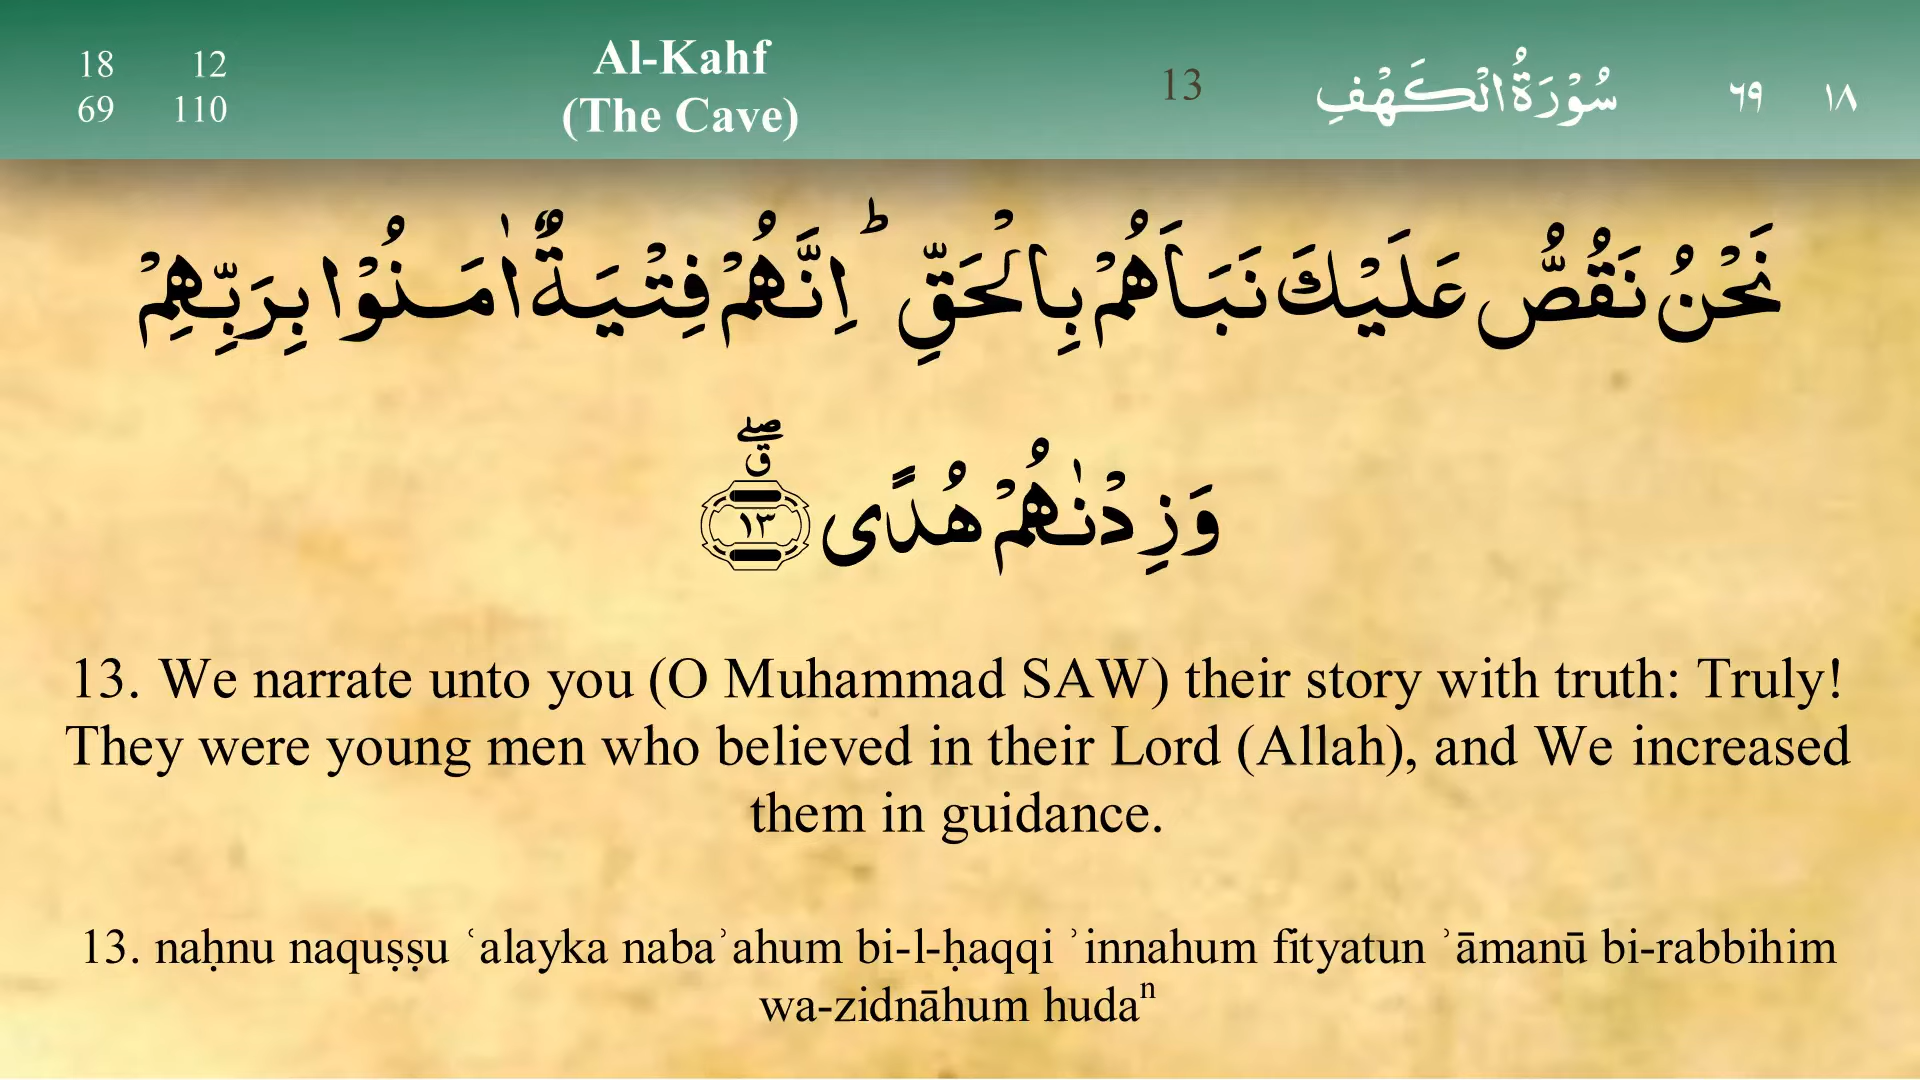 18 12
69 110
Al-Kahf
(The Cave)
13
سُوْرَةُ الْكَهْفِ
٦٩ ١٨
نَحْنُ نَقُصُّ عَلَيْكَ نَبَاَهُمْ بِالْحَقِّ ؕ اِنَّهُمْ فِتْيَةٌ اٰمَنُوْا بِرَبِّهِمْ
وَزِدْنٰهُمْ هُدًى ۖق ١٣
13. We narrate unto you (O Muhammad SAW) their story with truth: Truly!
They were young men who believed in their Lord (Allah), and We increased
them in guidance.
13. naḥnu naquṣṣu ʿalayka nabaʾahum bi-l-ḥaqqi ʾinnahum fityatun ʾāmanū bi-rabbihim
wa-zidnāhum hudaⁿ